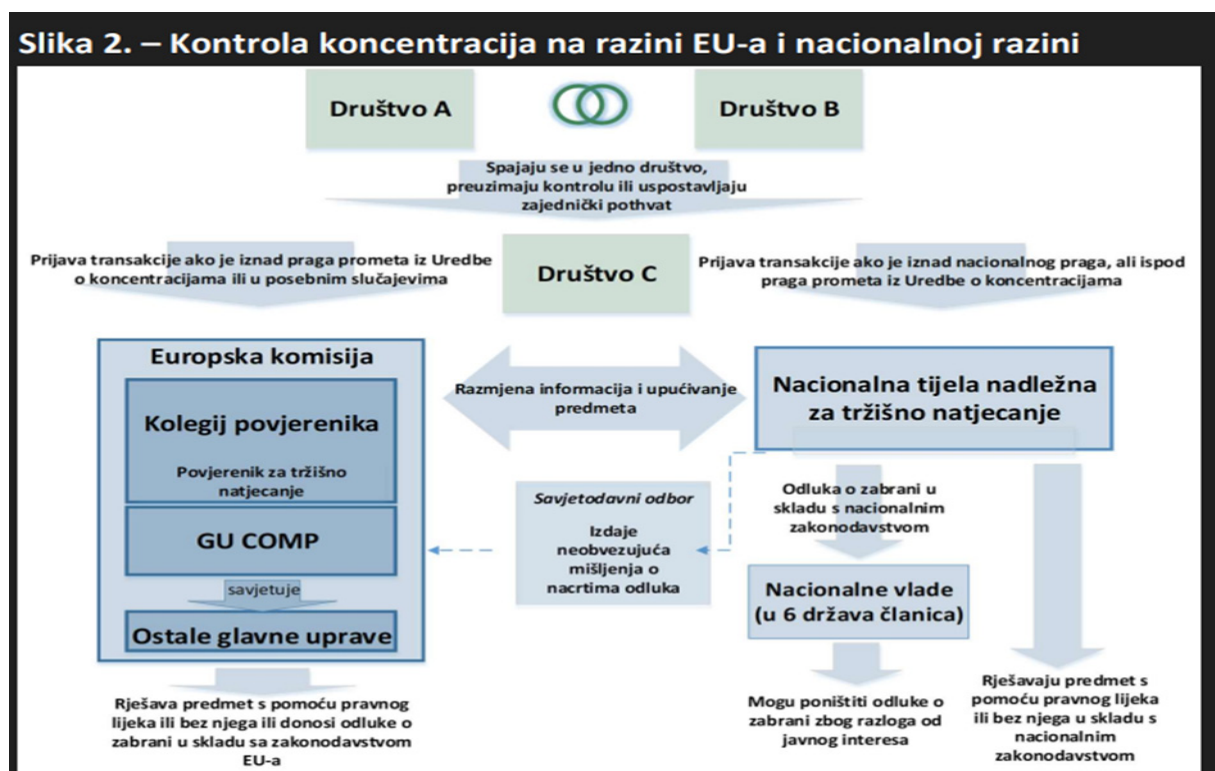 Slika 2. – Kontrola koncentracija na razini EU-a i nacionalnoj razini
Društvo A
Društvo B
Spajaju se u jedno društvo,
preuzimaju kontrolu ili uspostavljaju
zajednički pothvat
Prijava transakcije ako je iznad praga prometa iz Uredbe
o koncentracijama ili u posebnim slučajevima
Društvo C
Prijava transakcije ako je iznad nacionalnog praga, ali ispod
praga prometa iz Uredbe o koncentracijama
Europska komisija
Kolegij povjerenika
Povjerenik za tržišno
natjecanje
GU COMP
savjetuje
Ostale glavne uprave
Rješava predmet s pomoću pravnog
lijeka ili bez njega ili donosi odluke o
zabrani u skladu sa zakonodavstvom
EU-a
Razmjena informacija i upućivanje
predmeta
Savjetodavni odbor
Izdaje
neobvezujuća
mišljenja o
nacrtima odluka
Nacionalna tijela nadležna
za tržišno natjecanje
Odluka o zabrani u
skladu s nacionalnim
zakonodavstvom
Nacionalne vlade
(u 6 država članica)
Mogu poništiti odluke o
zabrani zbog razloga od
javnog interesa
Rješavaju predmet s
pomoću pravnog lijeka
ili bez njega u skladu s
nacionalnim
zakonodavstvom